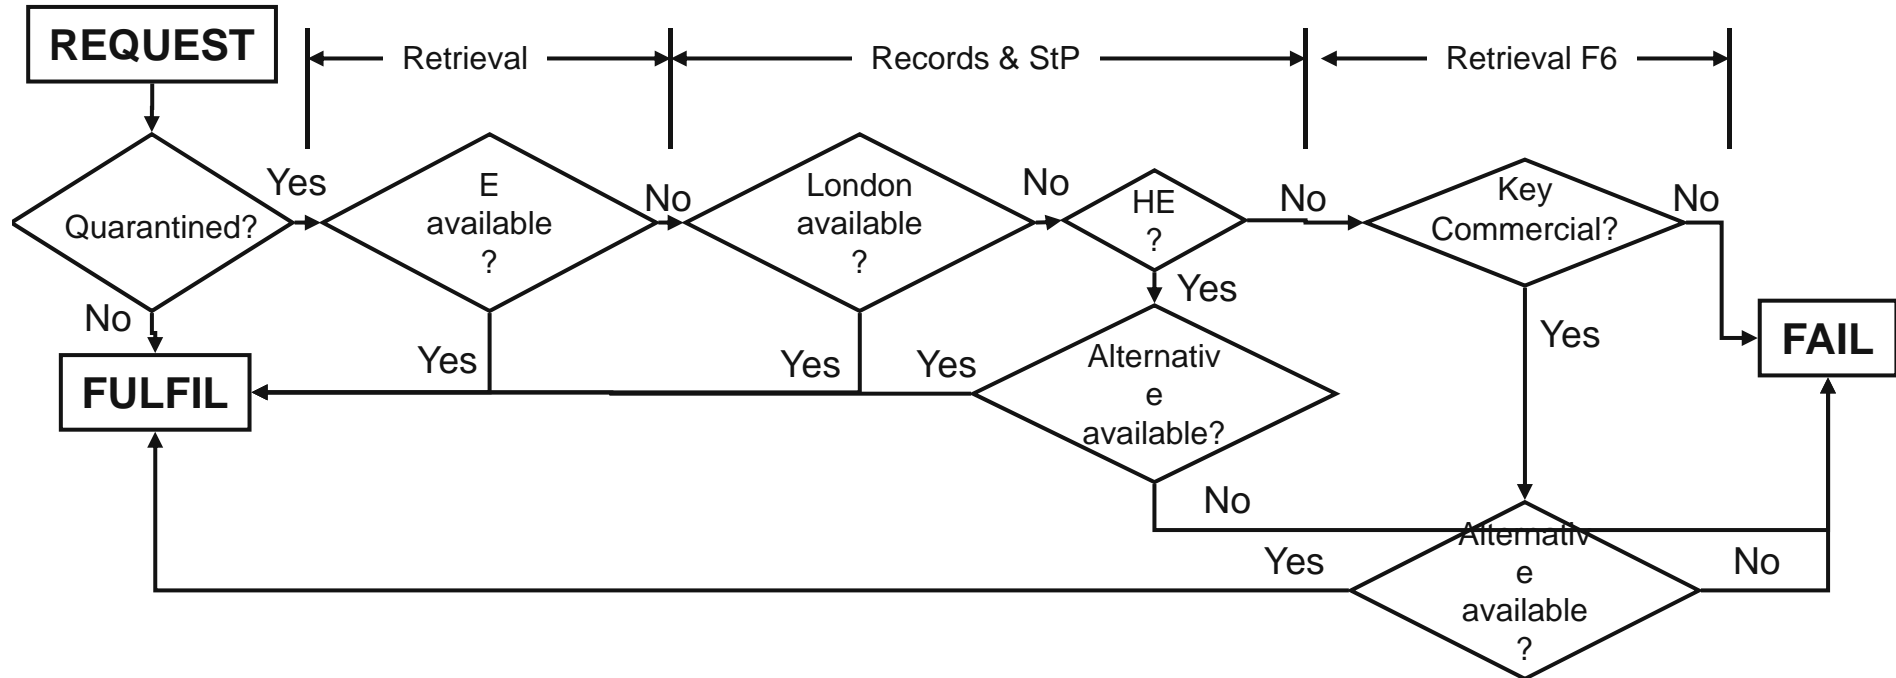 REQUEST
Retrieval
Records & StP
Retrieval F6
Quarantined?
Yes
E
available
?
No
London
available
?
No
HE
?
No
Key
Commercial?
No
No
Yes
Yes
Yes
Yes
Alternativ
e
available?
Yes
FULFIL
FAIL
No
Yes
Alternativ
e
available
?
No